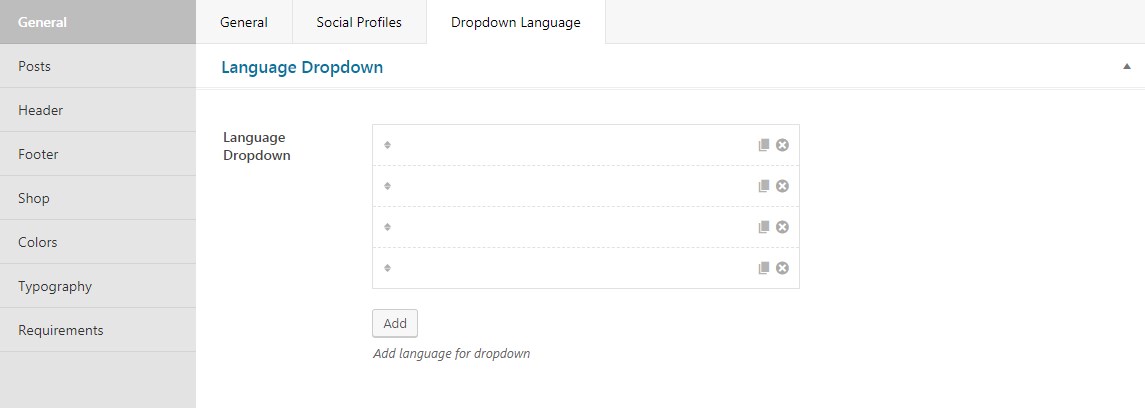 General
Posts
Header
Footer
Shop
Colors
Typography
Requirements
General
Social Profiles
Dropdown Language
Language Dropdown
Language
Dropdown
Add
Add language for dropdown